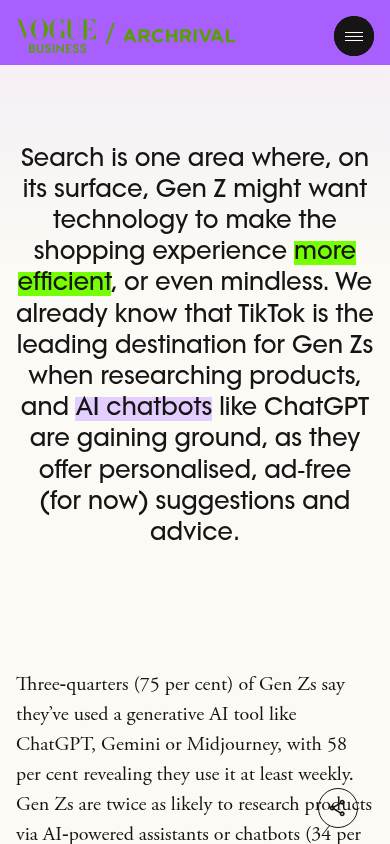 VOGUE / ARCHRIVAL
BUSINESS
Search is one area where, on
its surface, Gen Z might want
technology to make the
shopping experience more
efficient, or even mindless. We
already know that TikTok is the
leading destination for Gen Zs
when researching products,
and AI chatbots like ChatGPT
are gaining ground, as they
offer personalised, ad-free
(for now) suggestions and
advice.
Three-quarters (75 per cent) of Gen Zs say
they’ve used a generative AI tool like
ChatGPT, Gemini or Midjourney, with 58
per cent revealing they use it at least weekly.
Gen Zs are twice as likely to research products
via AI-powered assistants or chatbots (34 per